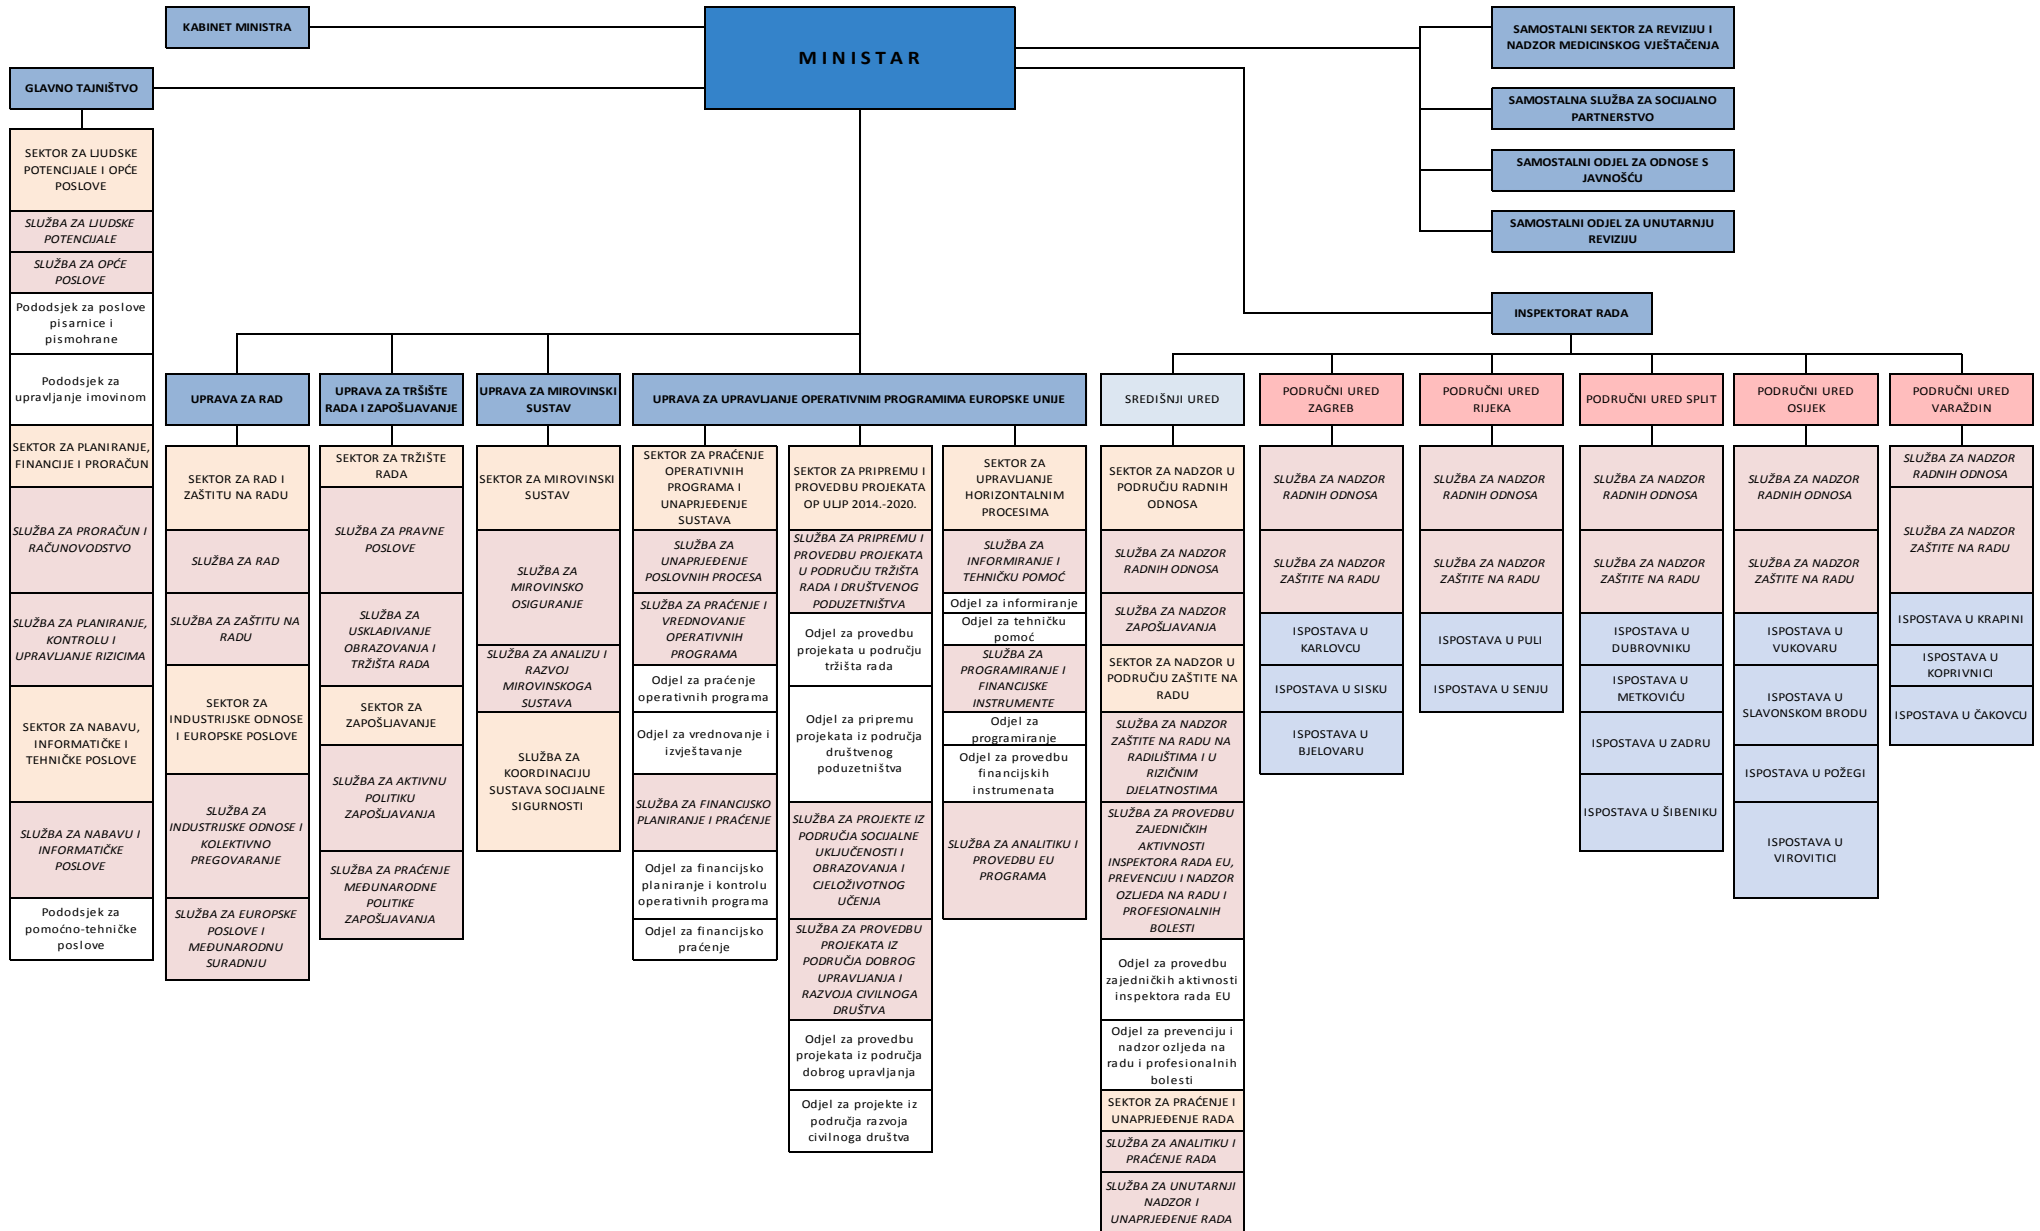 KABINET MINISTRA
M I N I S T A R
SAMOSTALNI SEKTOR ZA REVIZIJU I
NADZOR MEDICINSKOG VJEŠTAČENJA
GLAVNO TAJNIŠTVO
SAMOSTALNA SLUŽBA ZA SOCIJALNO
PARTNERSTVO
SAMOSTALNI ODJEL ZA ODNOSE S
JAVNOŠĆU
SAMOSTALNI ODJEL ZA UNUTARNJU
REVIZIJU
INSPEKTORAT RADA
SEKTOR ZA LJUDSKE
POTENCIJALE I OPĆE
POSLOVE
SLUŽBA ZA LJUDSKE
POTENCIJALE
SLUŽBA ZA OPĆE
POSLOVE
Pododsjek za poslove
pisarnice i
pismohrane
Pododsjek za
upravljanje imovinom
SEKTOR ZA PLANIRANJE,
FINANCIJE I PRORAČUN
SLUŽBA ZA PRORAČUN I
RAČUNOVODSTVO
SLUŽBA ZA PLANIRANJE,
KONTROLU I
UPRAVLJANJE RIZICIMA
SEKTOR ZA NABAVU,
INFORMATIČKE I
TEHNIČKE POSLOVE
SLUŽBA ZA NABAVU I
INFORMATIČKE
POSLOVE
Pododsjek za
pomoćno-tehničke
poslove
UPRAVA ZA RAD
SEKTOR ZA RAD I
ZAŠTITU NA RADU
SLUŽBA ZA RAD
SLUŽBA ZA ZAŠTITU NA
RADU
SEKTOR ZA
INDUSTRIJSKE ODNOSE
I EUROPSKE POSLOVE
SLUŽBA ZA
INDUSTRIJSKE ODNOSE I
KOLEKTIVNO
PREGOVARANJE
SLUŽBA ZA EUROPSKE
POSLOVE I
MEĐUNARODNU
SURADNJU
UPRAVA ZA TRŠIŠTE
RADA I ZAPOŠLJAVANJE
SEKTOR ZA TRŽIŠTE
RADA
SLUŽBA ZA PRAVNE
POSLOVE
SLUŽBA ZA
USKLAĐIVANJE
OBRAZOVANJA I
TRŽIŠTA RADA
SEKTOR ZA
ZAPOŠLJAVANJE
SLUŽBA ZA AKTIVNU
POLITIKU
ZAPOŠLJAVANJA
SLUŽBA ZA PRAĆENJE
MEĐUNARODNE
POLITIKE
ZAPOŠLJAVANJA
UPRAVA ZA MIROVINSKI
SUSTAV
SEKTOR ZA MIROVINSKI
SUSTAV
SLUŽBA ZA
MIROVINSKO
OSIGURANJE
SLUŽBA ZA ANALIZU I
RAZVOJ
MIROVINSKOGA
SUSTAVA
SLUŽBA ZA
KOORDINACIJU
SUSTAVA SOCIJALNE
SIGURNOSTI
UPRAVA ZA UPRAVLJANJE OPERATIVNIM PROGRAMIMA EUROPSKE UNIJE
SEKTOR ZA PRAĆENJE
OPERATIVNIH
PROGRAMA I
UNAPRJEĐENJE
SUSTAVA
SLUŽBA ZA
UNAPRJEĐENJE
POSLOVNIH PROCESA
SLUŽBA ZA PRAĆENJE I
VREDNOVANJE
OPERATIVNIH
PROGRAMA
Odjel za praćenje
operativnih programa
Odjel za vrednovanje i
izvještavanje
SLUŽBA ZA FINANCIJSKO
PLANIRANJE I PRAĆENJE
Odjel za financijsko
planiranje i kontrolu
operativnih programa
Odjel za financijsko
praćenje
SEKTOR ZA PRIPREMU I
PROVEDBU PROJEKATA
OP ULJP 2014.-2020.
SLUŽBA ZA PRIPREMU I
PROVEDBU PROJEKATA
U PODRUČJU TRŽIŠTA
RADA I DRUŠTVENOG
PODUZETNIŠTVA
Odjel za provedbu
projekata u području
tržišta rada
Odjel za pripremu
projekata iz područja
društvenog
poduzetništva
SLUŽBA ZA PROJEKTE IZ
PODRUČJA SOCIJALNE
UKLJUČENOSTI I
OBRAZOVANJA I
CJELOŽIVOTNOG
UČENJA
SLUŽBA ZA PROVEDBU
PROJEKATA IZ
PODRUČJA DOBROG
UPRAVLJANJA I
RAZVOJA CIVILNOGA
DRUŠTVA
Odjel za provedbu
projekata iz područja
dobrog upravljanja
Odjel za projekte iz
područja razvoja
civilnoga društva
SEKTOR ZA
UPRAVLJANJE
HORIZONTALNIM
PROCESIMA
SLUŽBA ZA
INFORMIRANJE I
TEHNIČKU POMOĆ
Odjel za informiranje
Odjel za tehničku
pomoć
SLUŽBA ZA
PROGRAMIRANJE I
FINANCIJSKE
INSTRUMENTE
Odjel za
programiranje
Odjel za provedbu
financijskih
instrumenata
SLUŽBA ZA ANALITIKU I
PROVEDBU EU
PROGRAMA
SREDIŠNJI URED
SEKTOR ZA NADZOR U
PODRUČJU RADNIH
ODNOSA
SLUŽBA ZA NADZOR
RADNIH ODNOSA
SLUŽBA ZA NADZOR
ZAPOŠLJAVANJA
SEKTOR ZA NADZOR U
PODRUČJU ZAŠTITE NA
RADU
SLUŽBA ZA NADZOR
ZAŠTITE NA RADU NA
RADILIŠTIMA I U
RIZIČNIM
DJELATNOSTIMA
SLUŽBA ZA PROVEDBU
ZAJEDNIČKIH
AKTIVNOSTI
INSPEKTORA RADA EU,
PREVENCIJU I NADZOR
OZLJEDA NA RADU I
PROFESIONALNIH
BOLESTI
Odjel za provedbu
zajedničkih aktivnosti
inspektora rada EU
Odjel za prevenciju i
nadzor ozljeda na
radu i profesionalnih
bolesti
SEKTOR ZA PRAĆENJE I
UNAPRJEĐENJE RADA
SLUŽBA ZA ANALITIKU I
PRAĆENJE RADA
SLUŽBA ZA UNUTARNJI
NADZOR I
UNAPRJEĐENJE RADA
PODRUČNI URED
ZAGREB
SLUŽBA ZA NADZOR
RADNIH ODNOSA
SLUŽBA ZA NADZOR
ZAŠTITE NA RADU
ISPOSTAVA U
KARLOVCU
ISPOSTAVA U SISKU
ISPOSTAVA U
BJELOVARU
PODRUČNI URED
RIJEKA
SLUŽBA ZA NADZOR
RADNIH ODNOSA
SLUŽBA ZA NADZOR
ZAŠTITE NA RADU
ISPOSTAVA U PULI
ISPOSTAVA U SENJU
PODRUČNI URED SPLIT
SLUŽBA ZA NADZOR
RADNIH ODNOSA
SLUŽBA ZA NADZOR
ZAŠTITE NA RADU
ISPOSTAVA U
DUBROVNIKU
ISPOSTAVA U
METKOVIĆU
ISPOSTAVA U ZADRU
ISPOSTAVA U ŠIBENIKU
PODRUČNI URED
OSIJEK
SLUŽBA ZA NADZOR
RADNIH ODNOSA
SLUŽBA ZA NADZOR
ZAŠTITE NA RADU
ISPOSTAVA U
VUKOVARU
ISPOSTAVA U
SLAVONSKOM BRODU
ISPOSTAVA U POŽEGI
ISPOSTAVA U
VIROVITICI
PODRUČNI URED
VARAŽDIN
SLUŽBA ZA NADZOR
RADNIH ODNOSA
SLUŽBA ZA NADZOR
ZAŠTITE NA RADU
ISPOSTAVA U KRAPINI
ISPOSTAVA U
KOPRIVNICI
ISPOSTAVA U ČAKOVCU